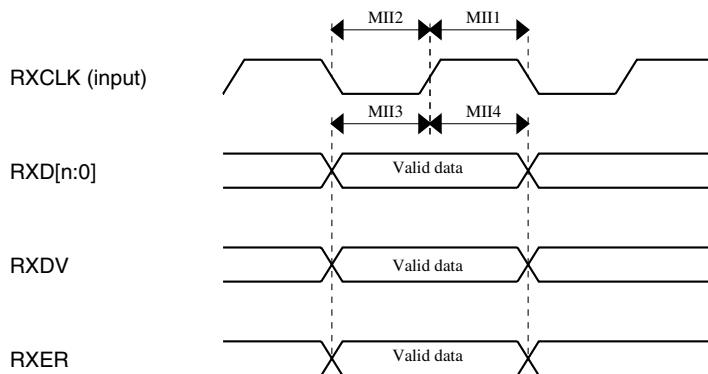 MII2 MII1
RXCLK (input)
MII3 MII4
RXD[n:0] Valid data
RXDV Valid data
RXER Valid data